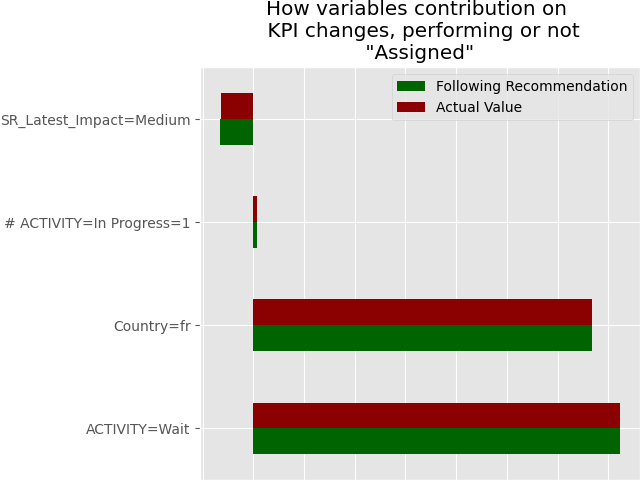 How variables contribution on
KPI changes, performing or not
"Assigned"
Following Recommendation
Actual Value
SR_Latest_Impact=Medium
# ACTIVITY=In Progress=1
Country=fr
ACTIVITY=Wait